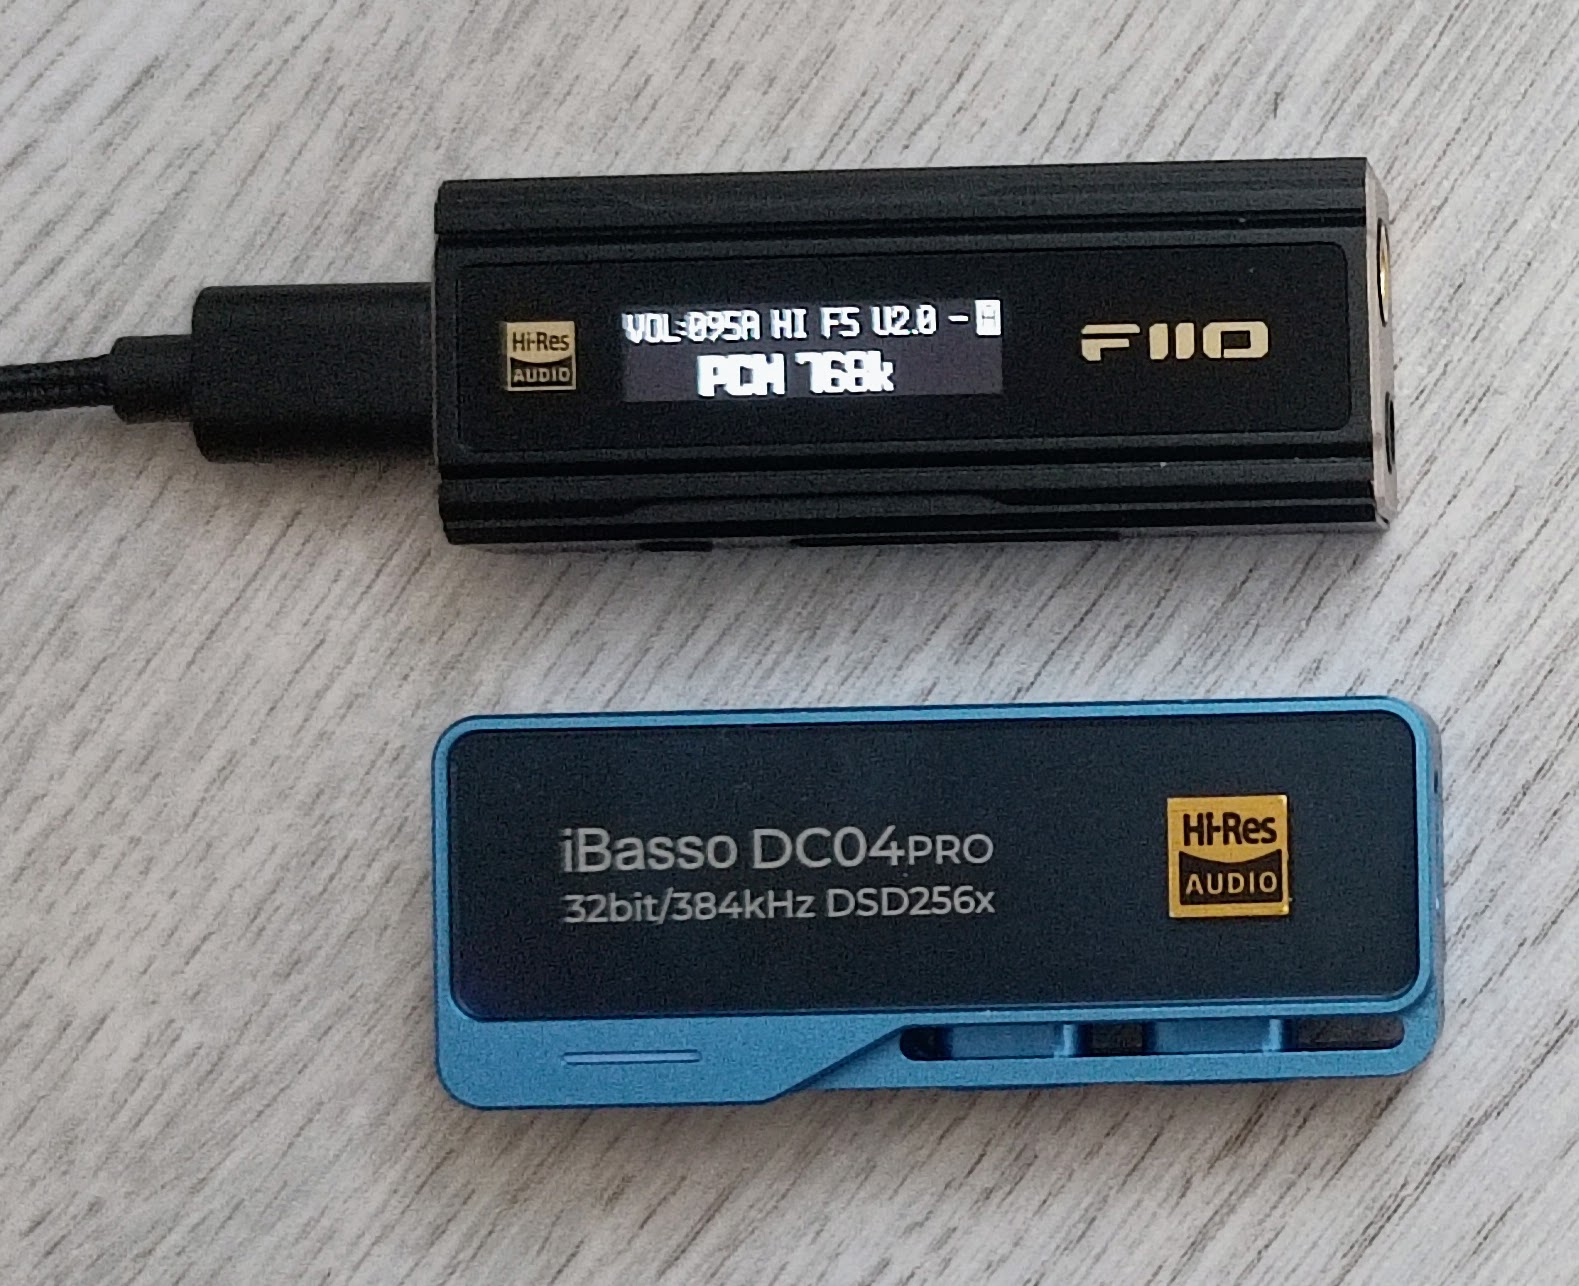 Hi-Res
AUDIO
VOL:095A HI F5 U2.0 - H
PCM 768k
FIIO
iBasso DC04PRO
32bit/384kHz DSD256x
Hi-Res
AUDIO